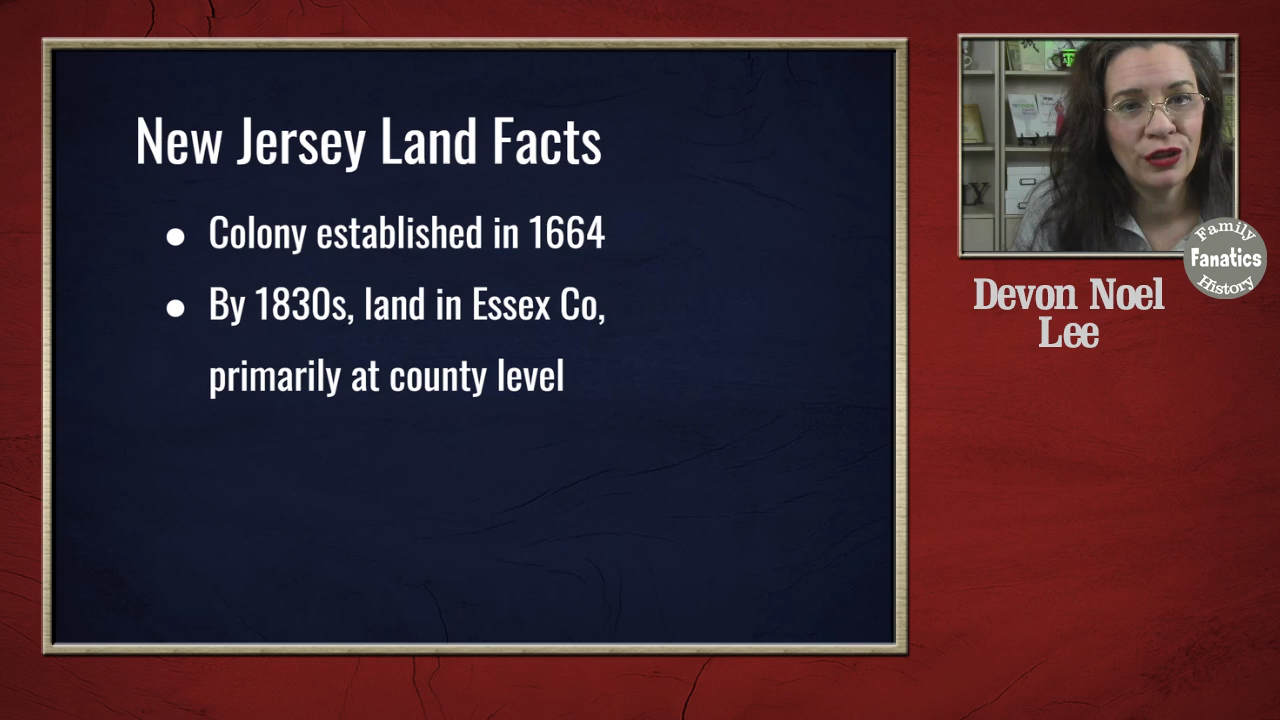 New Jersey Land Facts
● Colony established in 1664
● By 1830s, land in Essex Co,
primarily at county level
Family
Fanatics
History
Devon Noel
Lee